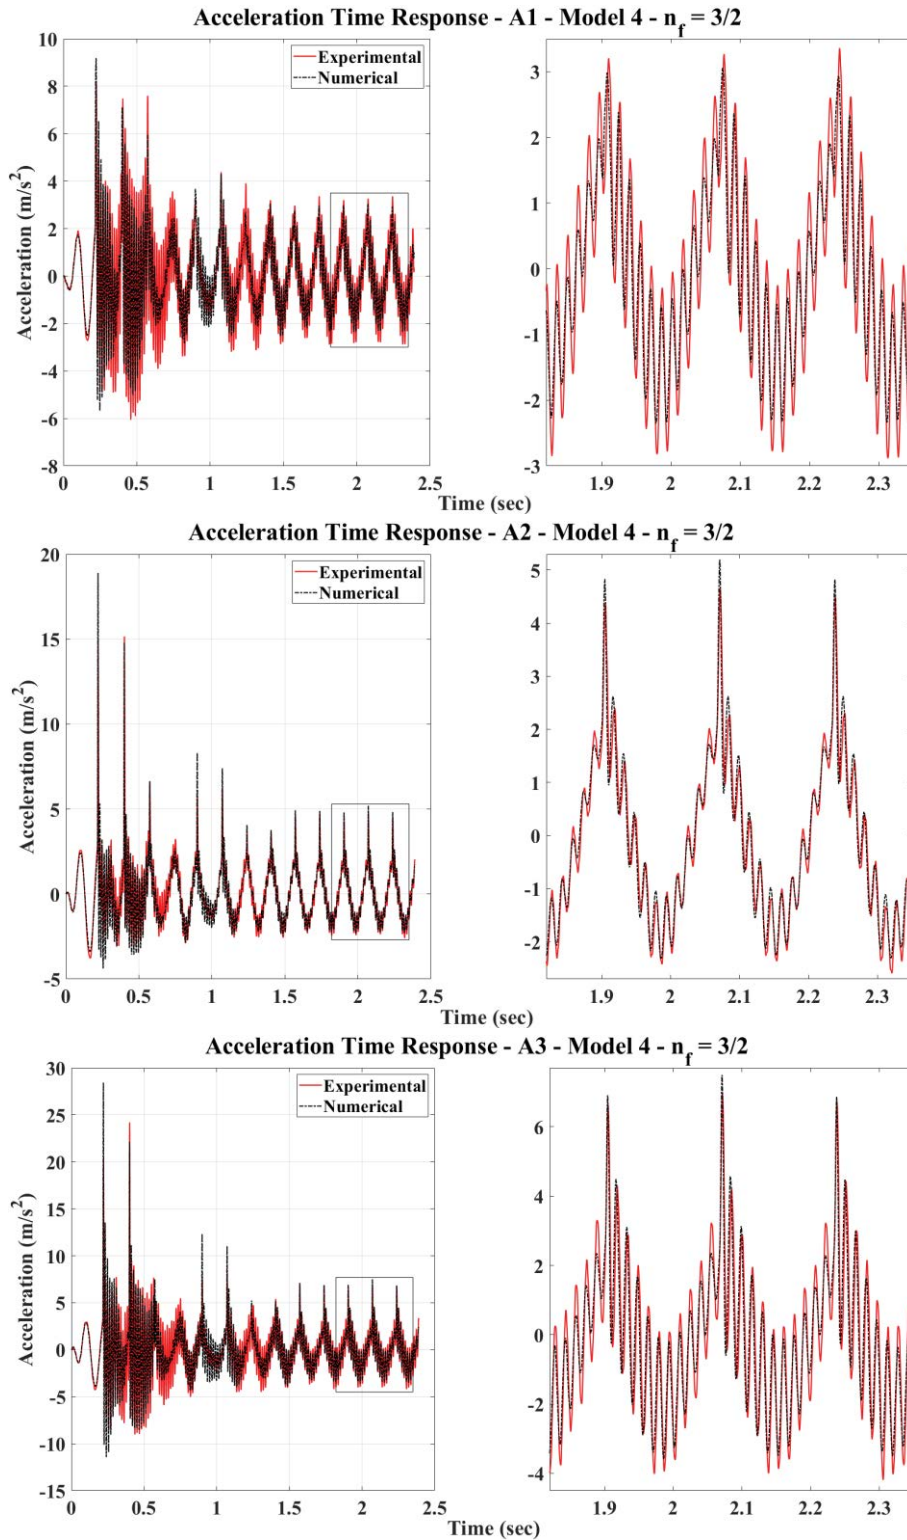 Acceleration Time Response - A1 - Model 4 - n_f = 3/2
Experimental
Numerical
Acceleration (m/s²)
10
8
6
4
2
0
-2
-4
-6
-8
0 0.5 1 1.5 2 2.5
3
2
1
0
-1
-2
-3
1.9 2 2.1 2.2 2.3
Time (sec)
Acceleration Time Response - A2 - Model 4 - n_f = 3/2
Experimental
Numerical
Acceleration (m/s²)
20
15
10
5
0
-5
0 0.5 1 1.5 2 2.5
5
4
3
2
1
0
-1
-2
1.9 2 2.1 2.2 2.3
Time (sec)
Acceleration Time Response - A3 - Model 4 - n_f = 3/2
Experimental
Numerical
Acceleration (m/s²)
30
25
20
15
10
5
0
-5
-10
-15
0 0.5 1 1.5 2 2.5
6
4
2
0
-2
-4
1.9 2 2.1 2.2 2.3
Time (sec)